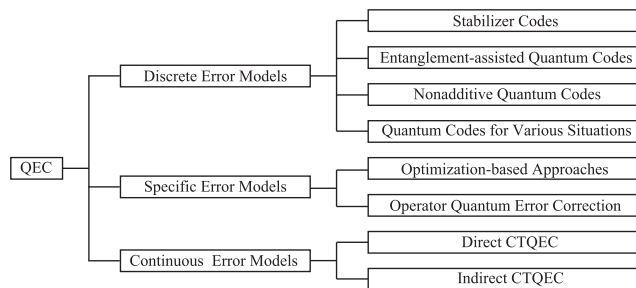 QEC
Discrete Error Models
Stabilizer Codes
Entanglement-assisted Quantum Codes
Nonadditive Quantum Codes
Quantum Codes for Various Situations
Specific Error Models
Optimization-based Approaches
Operator Quantum Error Correction
Continuous Error Models
Direct CTQEC
Indirect CTQEC